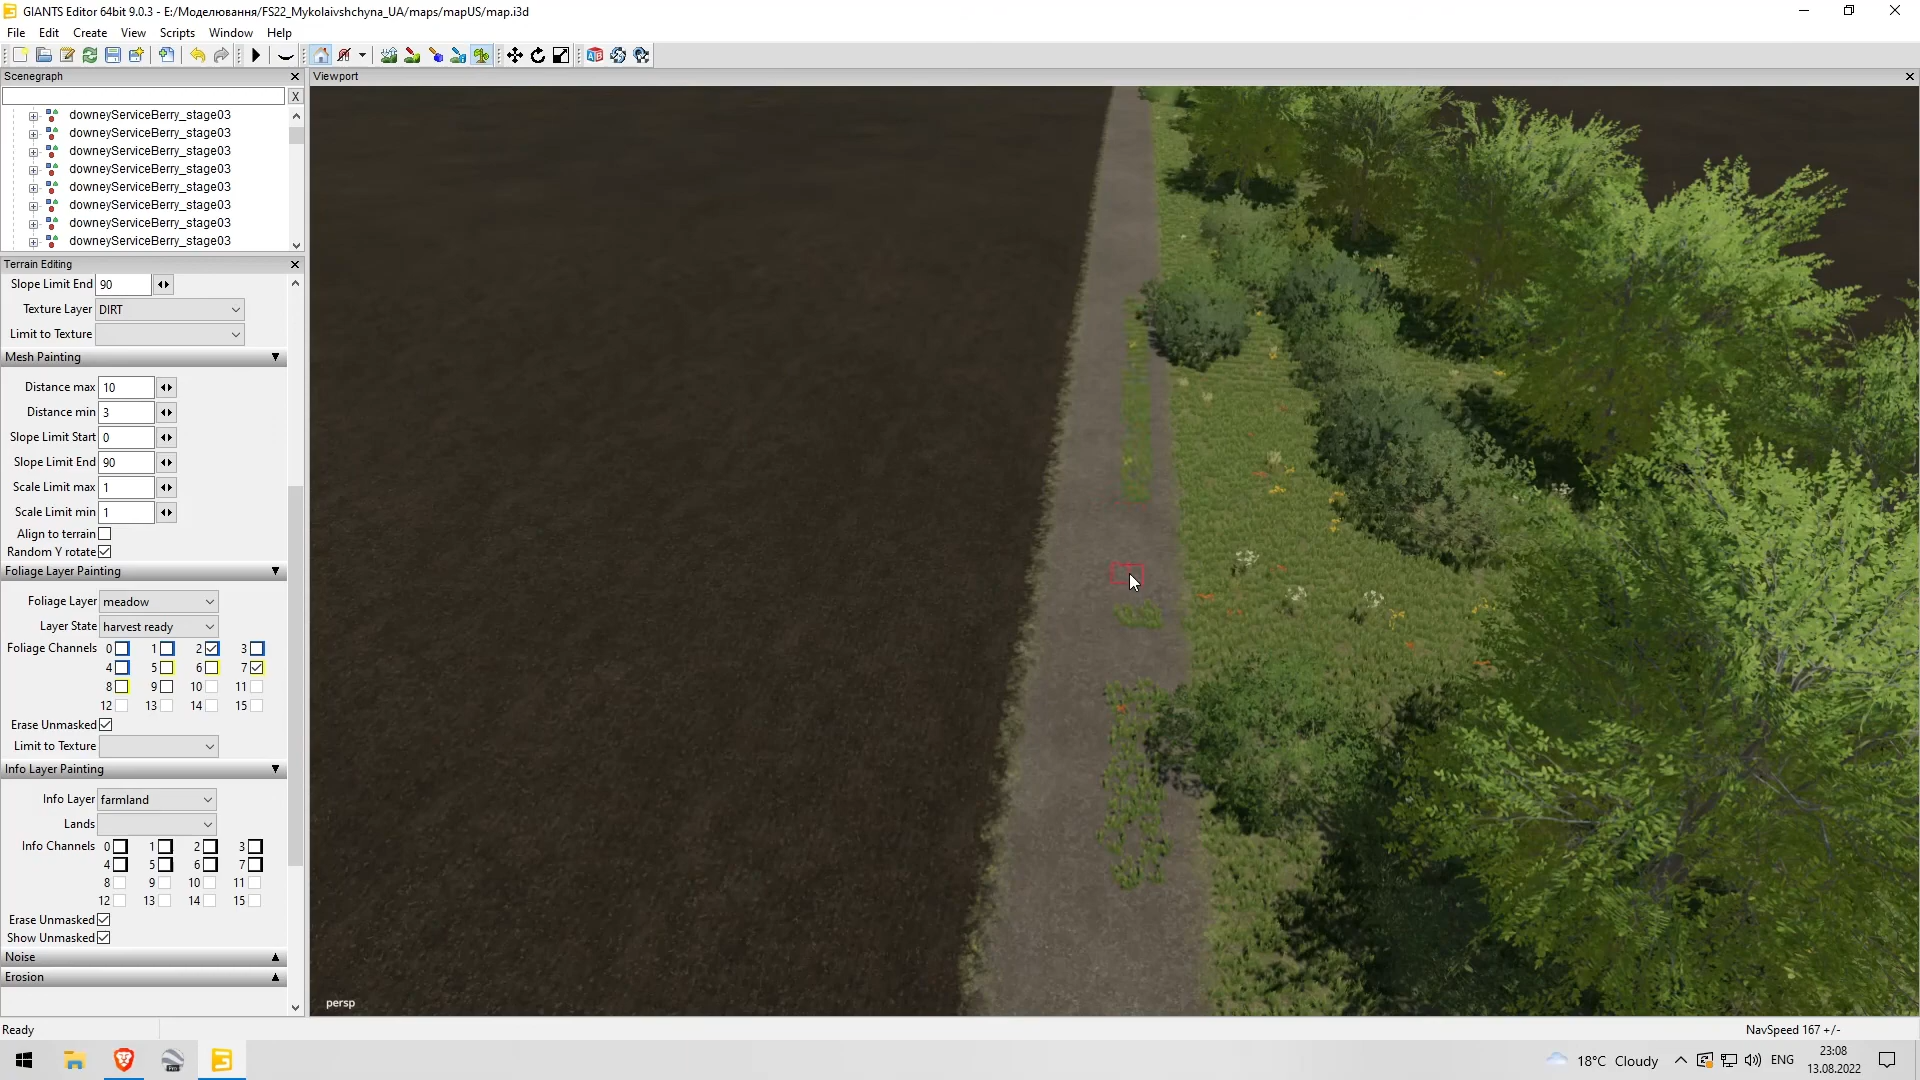 GIANTS Editor 64bit 9.0.3 - E:/Моделювання/FS22_Mykolaivshchyna_UA/maps/mapUS/map.i3d
File Edit Create View Scripts Window Help
Scenegraph
Viewport
X
downeyServiceBerry_stage03
downeyServiceBerry_stage03
downeyServiceBerry_stage03
downeyServiceBerry_stage03
downeyServiceBerry_stage03
downeyServiceBerry_stage03
downeyServiceBerry_stage03
downeyServiceBerry_stage03
Terrain Editing
Slope Limit End 90
Texture Layer DIRT
Limit to Texture
Mesh Painting
Distance max 10
Distance min 3
Slope Limit Start 0
Slope Limit End 90
Scale Limit max 1
Scale Limit min 1
Align to terrain
Random Y rotate
Foliage Layer Painting
Foliage Layer meadow
Layer State harvest ready
Foliage Channels 0 1 2 3
4 5 6 7
8 9 10 11
12 13 14 15
Erase Unmasked
Limit to Texture
Info Layer Painting
Info Layer farmland
Lands
Info Channels 0 1 2 3
4 5 6 7
8 9 10 11
12 13 14 15
Erase Unmasked
Show Unmasked
Noise
Erosion
persp
Ready
NavSpeed 167 +/-
18°C Cloudy
ENG
23:08
13.08.2022